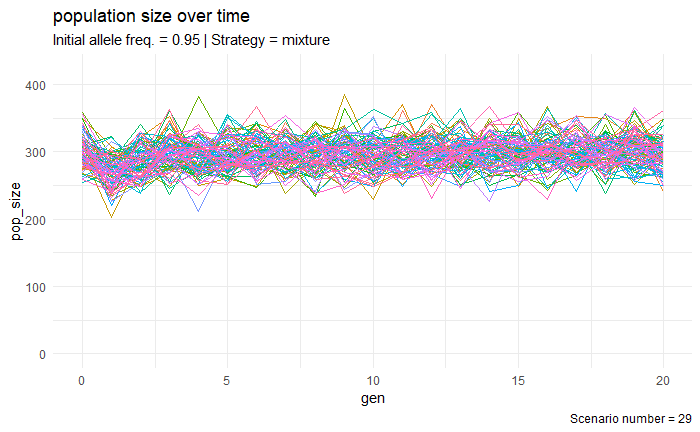 population size over time
Initial allele freq. = 0.95 | Strategy = mixture
400
300
200
100
0
pop_size
0 5 10 15 20
gen
Scenario number = 29